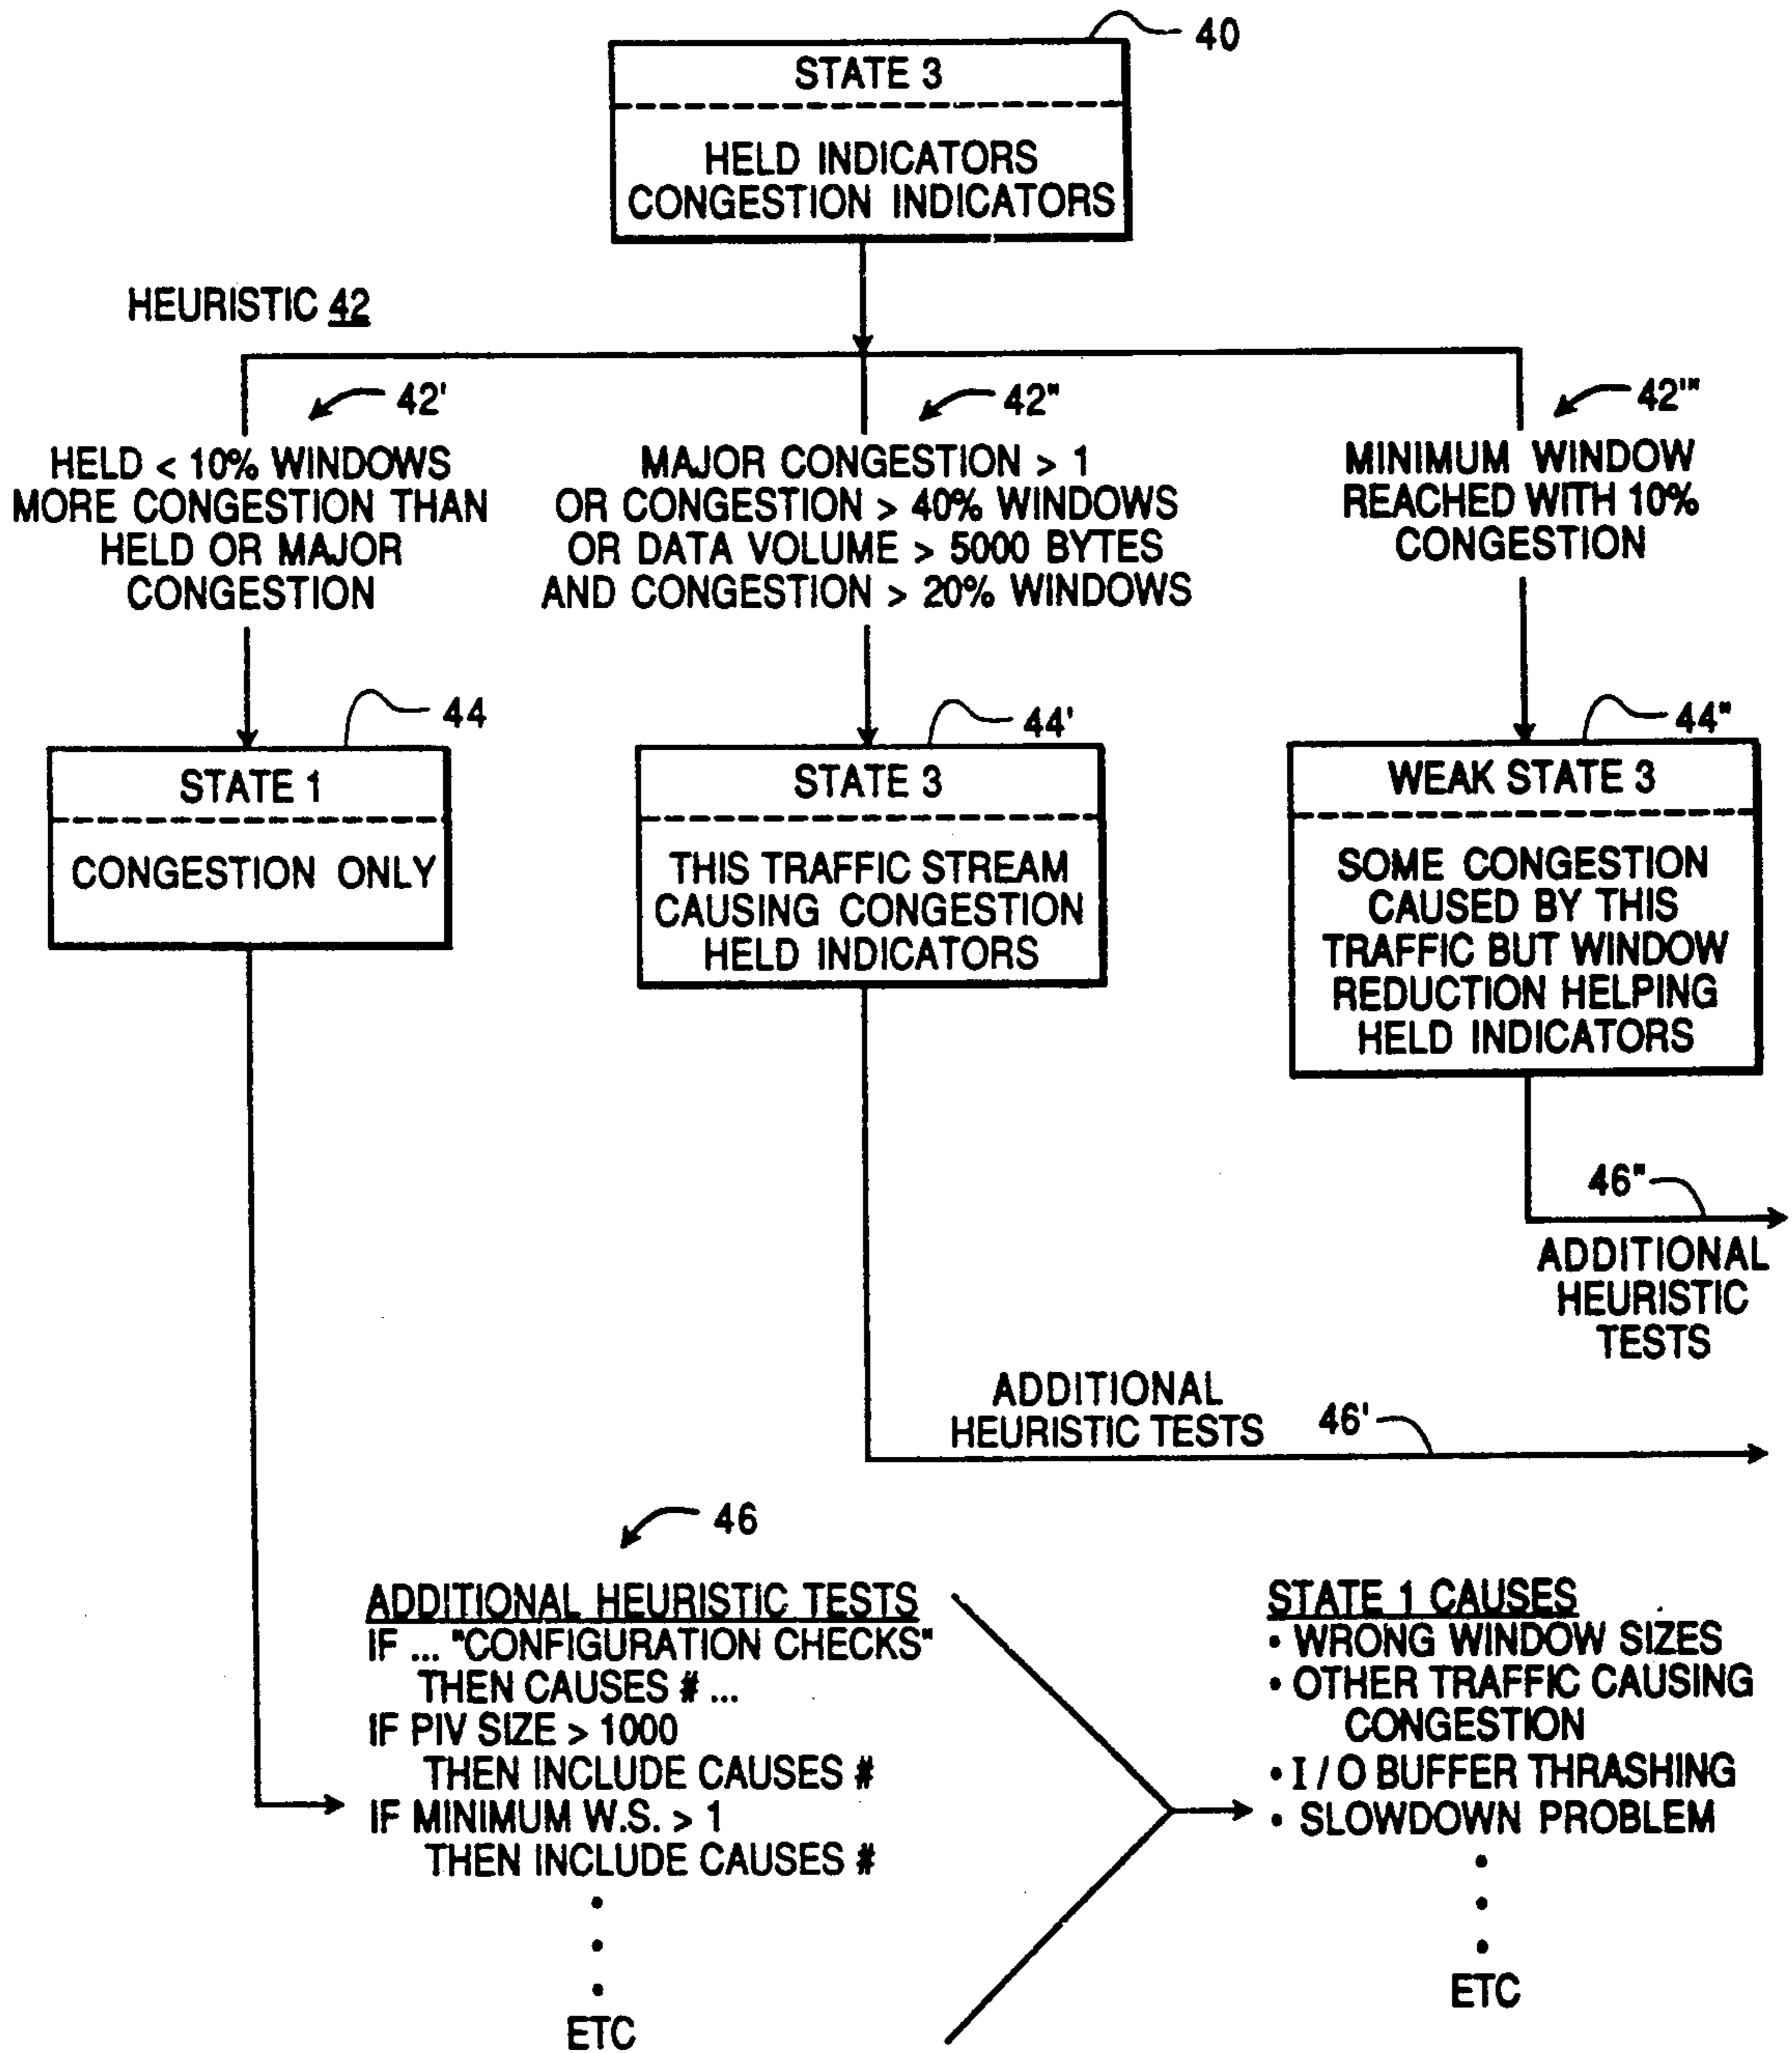 40
STATE 3
HELD INDICATORS
CONGESTION INDICATORS
HEURISTIC 42
42'
HELD < 10% WINDOWS
MORE CONGESTION THAN
HELD OR MAJOR
CONGESTION
42"
MAJOR CONGESTION > 1
OR CONGESTION > 40% WINDOWS
OR DATA VOLUME > 5000 BYTES
AND CONGESTION > 20% WINDOWS
42'"
MINIMUM WINDOW
REACHED WITH 10%
CONGESTION
44
STATE 1
CONGESTION ONLY
44'
STATE 3
THIS TRAFFIC STREAM
CAUSING CONGESTION
HELD INDICATORS
44"
WEAK STATE 3
SOME CONGESTION
CAUSED BY THIS
TRAFFIC BUT WINDOW
REDUCTION HELPING
HELD INDICATORS
46"
ADDITIONAL
HEURISTIC
TESTS
ADDITIONAL
HEURISTIC TESTS
46'
46
ADDITIONAL HEURISTIC TESTS
IF ... "CONFIGURATION CHECKS"
THEN CAUSES # ...
IF PIV SIZE > 1000
THEN INCLUDE CAUSES #
IF MINIMUM W.S. > 1
THEN INCLUDE CAUSES #
ETC
STATE 1 CAUSES
• WRONG WINDOW SIZES
• OTHER TRAFFIC CAUSING
CONGESTION
• I / O BUFFER THRASHING
• SLOWDOWN PROBLEM
ETC